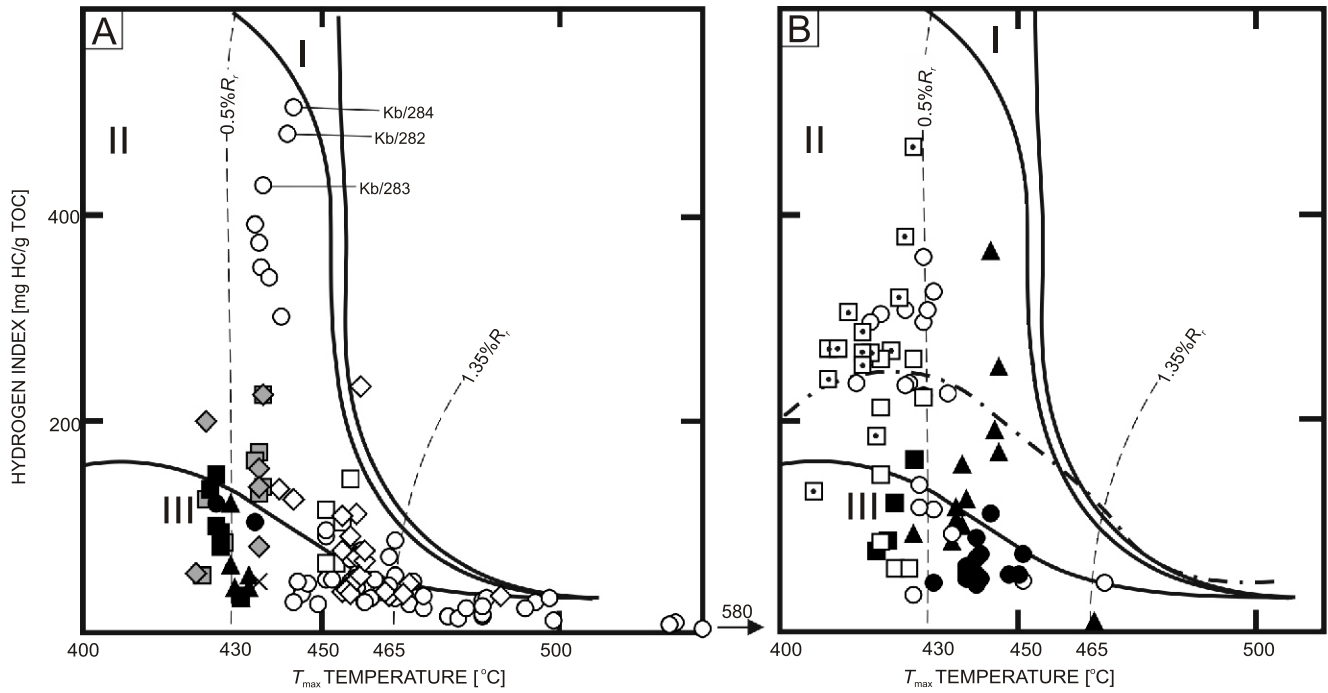 A
I
II
III
0.5%Rr
Kb/284
Kb/282
Kb/283
1.35%Rr
HYDROGEN INDEX [mg HC/g TOC]
400
200
400
430
450
465
500
580
Tmax TEMPERATURE [°C]
B
I
II
III
0.5%Rr
1.35%Rr
400
430
450
465
500
Tmax TEMPERATURE [°C]